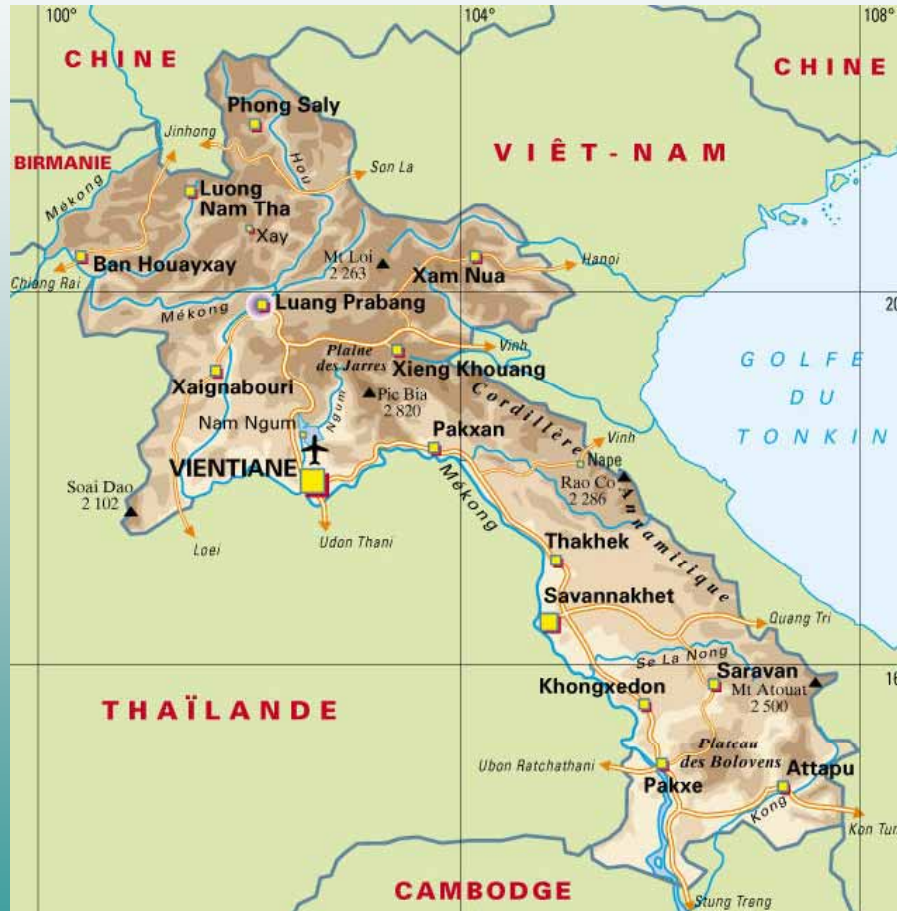 100°
104°
108°
CHINE
CHINE
Phong Saly
Jinhong
Hou
BIRMANIE
VIÊT-NAM
Son La
Mékong
Luong
Nam Tha
Xay
Ban Houayxay
Mt Loi
2 263
Xam Nua
Hanoi
Chiang Rai
Mékong
Luang Prabang
20
Plaine
des Jarres
Vinh
Xieng Khouang
GOLFE
DU
TONKIN
Xaignabouri
Pic Bia
2 820
Ngum
Nam Ngum
Cordillère
Annamitique
Pakxan
Vinh
Nape
VIENTIANE
Mékong
Rao Co
2 286
Soai Dao
2 102
Loei
Udon Thani
Thakhek
Savannakhet
Quang Tri
Se La Nong
16
Saravan
Mt Atouat
2 500
Khongxedon
THAÏLANDE
Plateau
des Bolovens
Ubon Ratchathani
Pakxe
Attapu
Kong
Kon Tum
CAMBODGE
Stung Treng